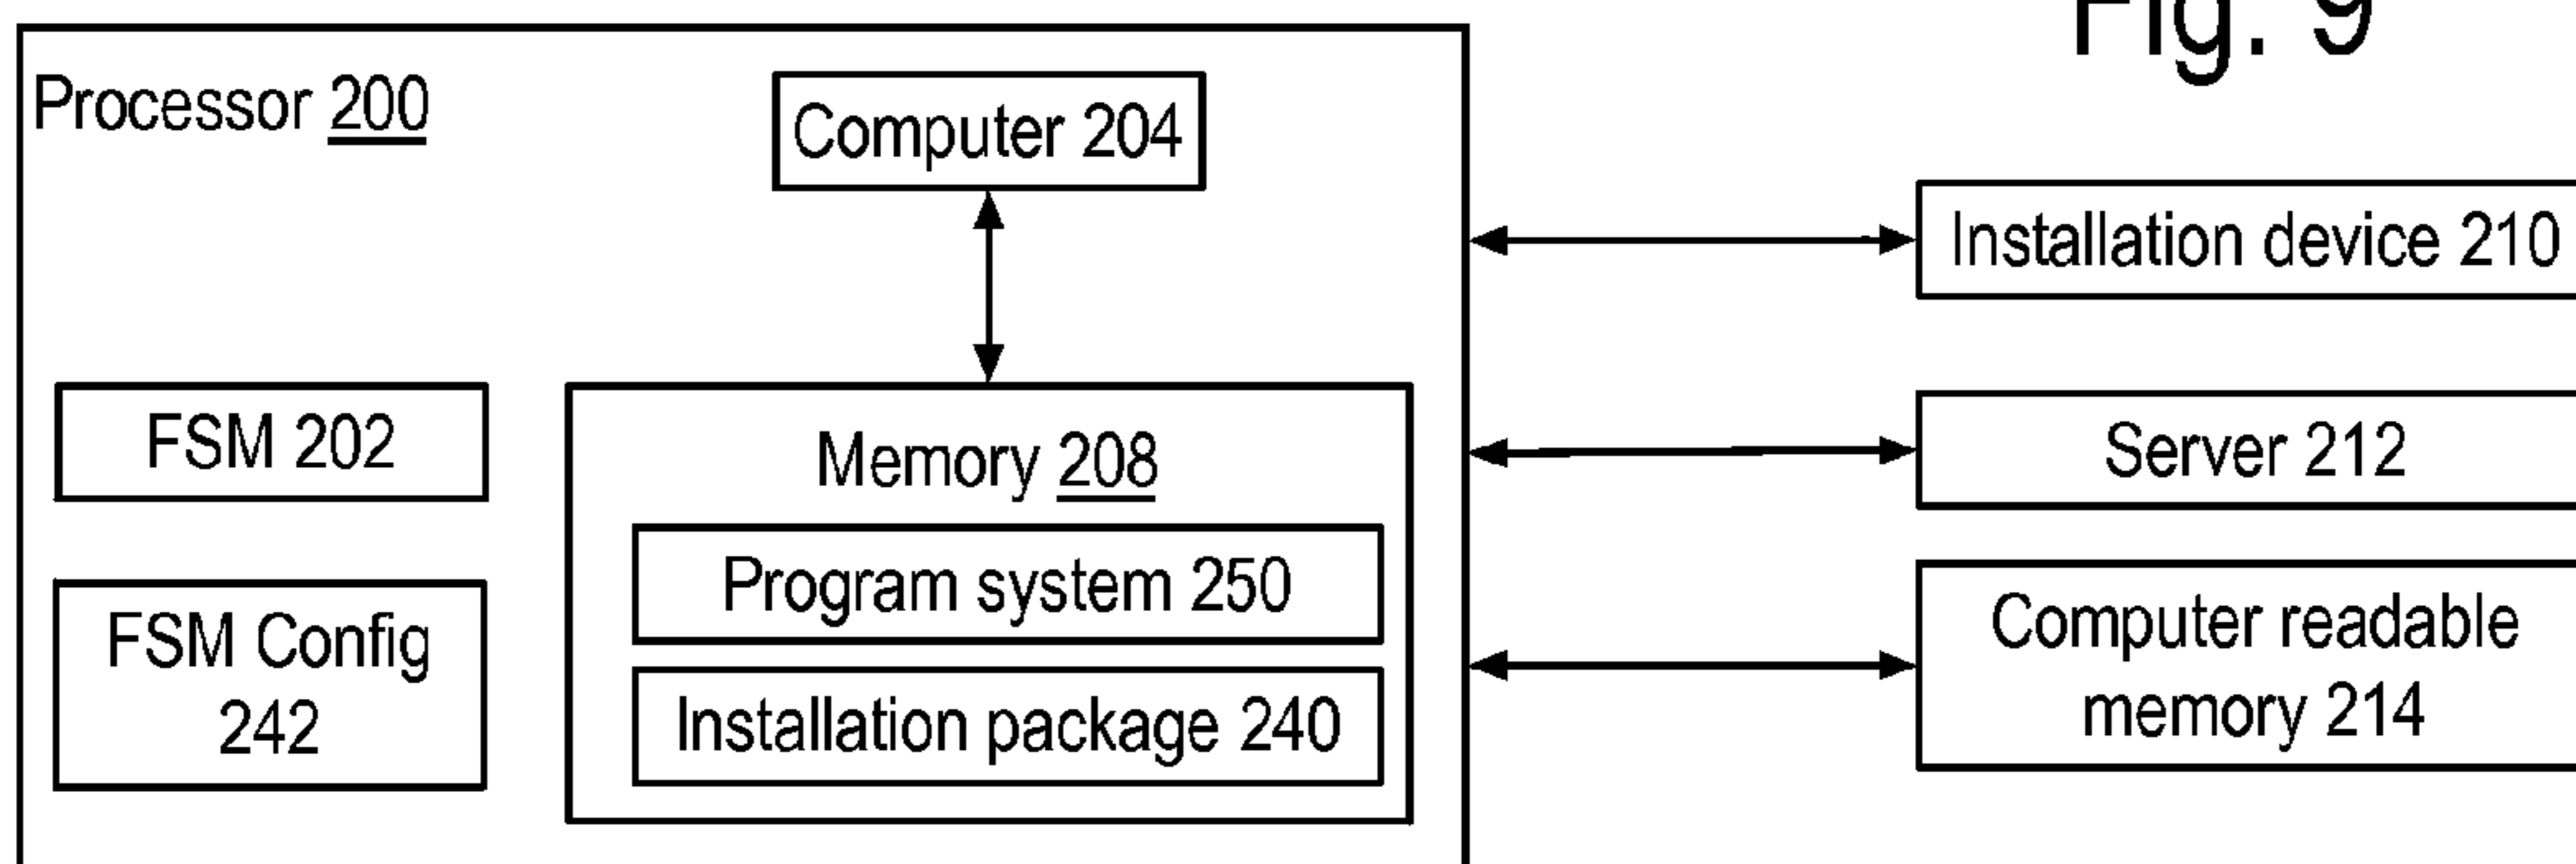 Fig. 9
Processor 200
Computer 204
Installation device 210
FSM 202
Memory 208
Server 212
Program system 250
FSM Config
242
Installation package 240
Computer readable
memory 214